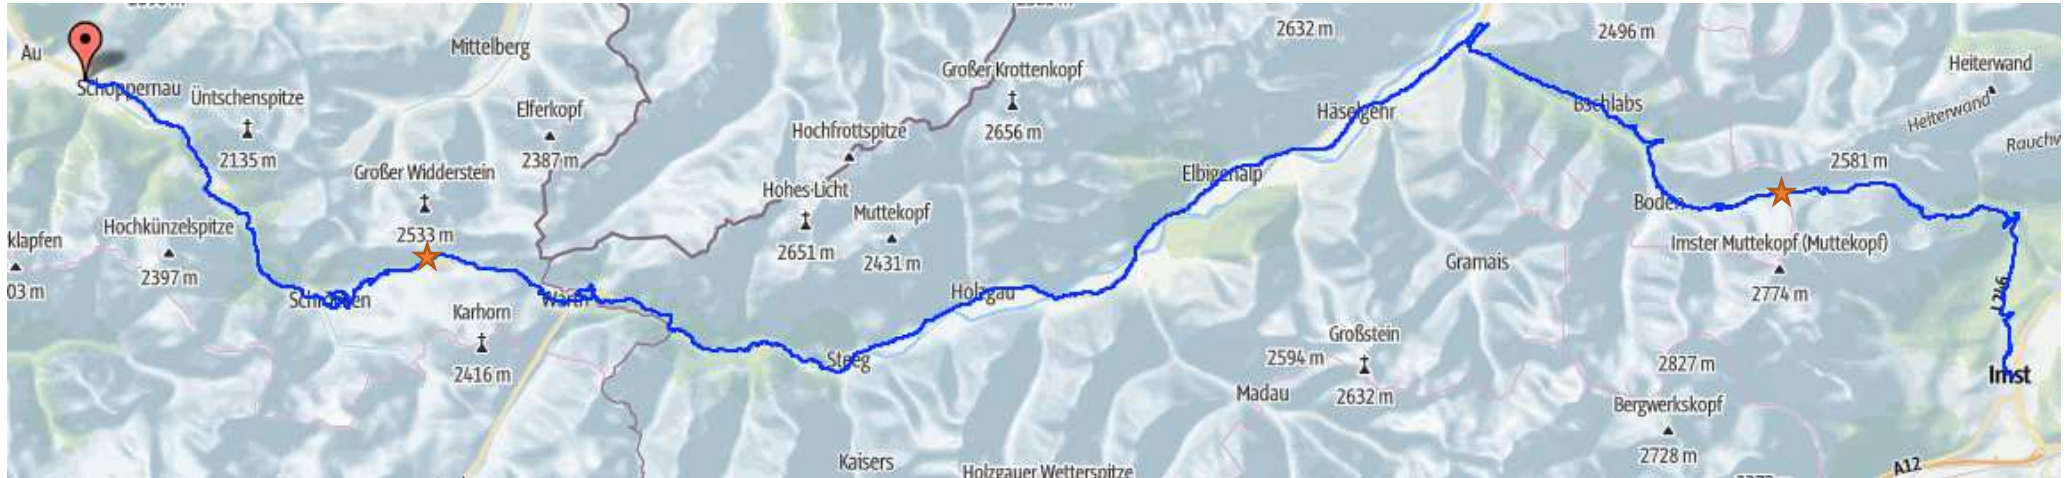 Au
Schoppernau
Üntschenspitze
2135 m
Mittelberg
Elferkopf
2387 m
Großer Widderstein
2533 m
Hochkünzelspitze
2397 m
klapfen
03 m
Schröcken
Karhorn
2416 m
Warth
Hochfrottspitze
Hohes Licht
2651 m
Muttekopf
2431 m
Großer Krottenkopf
2656 m
2632 m
Häselgehr
Elbigenalp
Holzgau
Steeg
Kaisers
Holzgauer Wetterspitze
Gramais
Großstein
2594 m
2632 m
Madau
2496 m
Bschlabs
Boden
Heiterwand
Heiterwand
Rauchw
2581 m
Imster Muttekopf (Muttekopf)
2774 m
2827 m
Bergwerkskopf
2728 m
L246
Imst
A12